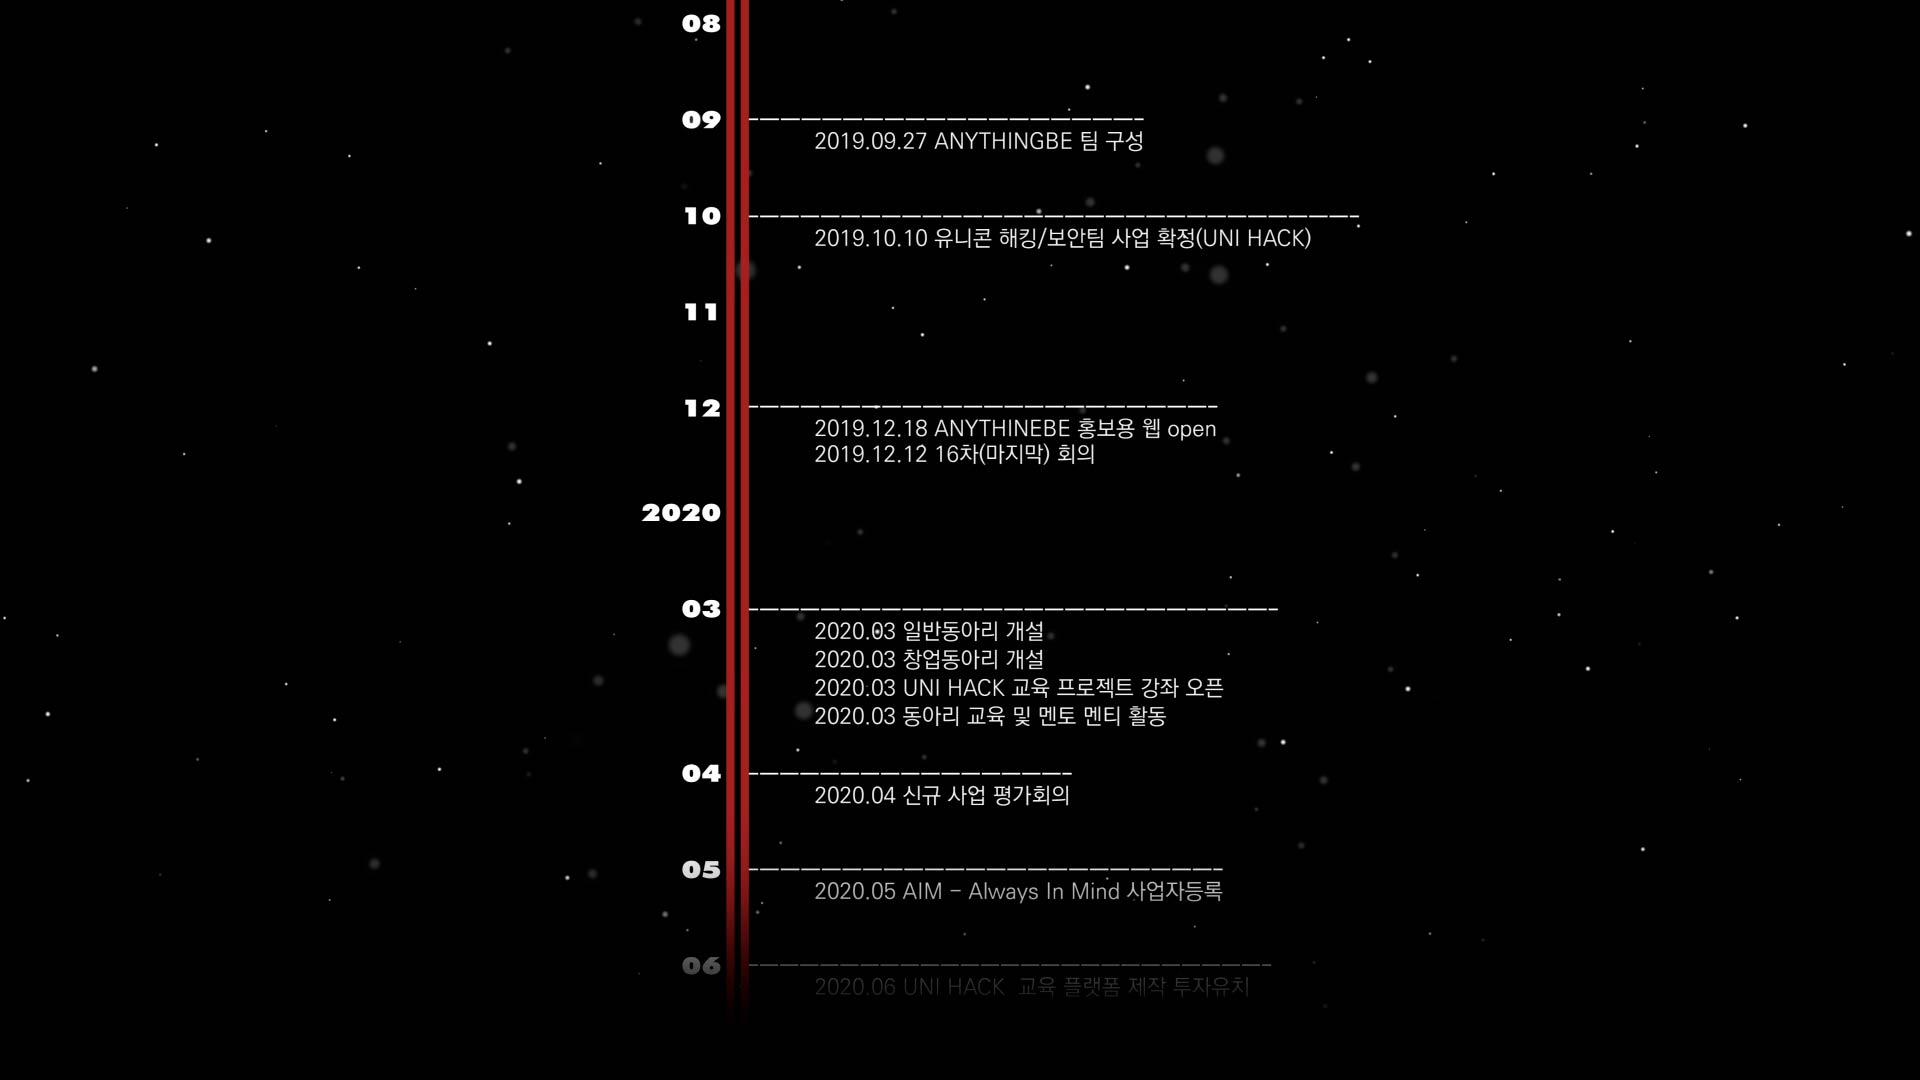 08
09
2019.09.27 ANYTHINGBE 팀 구성
10
2019.10.10 유니콘 해킹/보안팀 사업 확정(UNI HACK)
11
12
2019.12.18 ANYTHINEBE 홍보용 웹 open
2019.12.12 16차(마지막) 회의
2020
03
2020.03 일반동아리 개설
2020.03 창업동아리 개설
2020.03 UNI HACK 교육 프로젝트 강좌 오픈
2020.03 동아리 교육 및 멘토 멘티 활동
04
2020.04 신규 사업 평가회의
05
2020.05 AIM - Always In Mind 사업자등록
06
2020.06 UNI HACK  교육 플랫폼 제작 투자유치